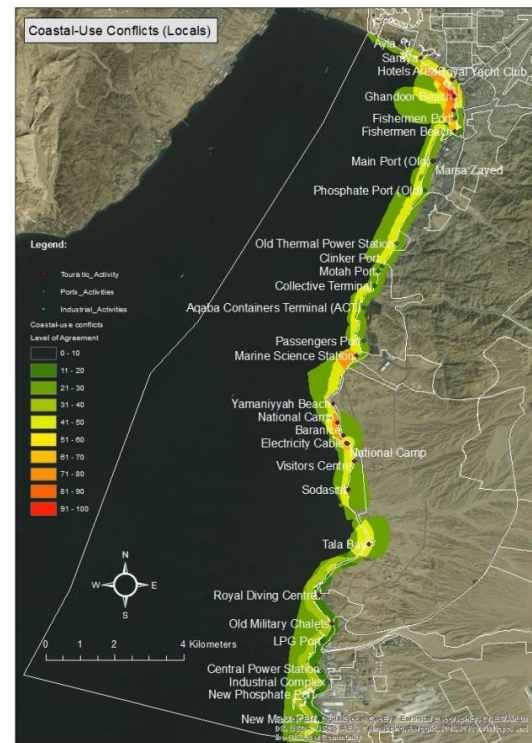 Coastal-Use Conflicts (Locals)
Ayla
Saraya
Hotels Area
Royal Yacht Club
Ghandoor Beach
Fishermen Port
Fishermen Beach
Main Port (Old)
Marsa Zayed
Phosphate Port (Old)
Old Thermal Power Station
Clinker Port
Motah Port
Collective Terminal
Aqaba Containers Terminal (ACT)
Passengers Port
Marine Science Station
Yamaniyyah Beach
National Camp
Baranice
Electricity Cable
National Camp
Visitors Centre
Sodasia
Tala Bay
Royal Diving Centre
Old Military Chalets
LPG Port
Central Power Station
Industrial Complex
New Phosphate Port
New Main Port
Legend:
Touristic_Activity
Ports_Activities
Industrial_Activities
Coastal-use conflicts
Level of Agreement
0 - 10
11 - 20
21 - 30
31 - 40
41 - 50
51 - 60
61 - 70
71 - 80
81 - 90
91 - 100
N
W
E
S
0 1 2 4 Kilometers